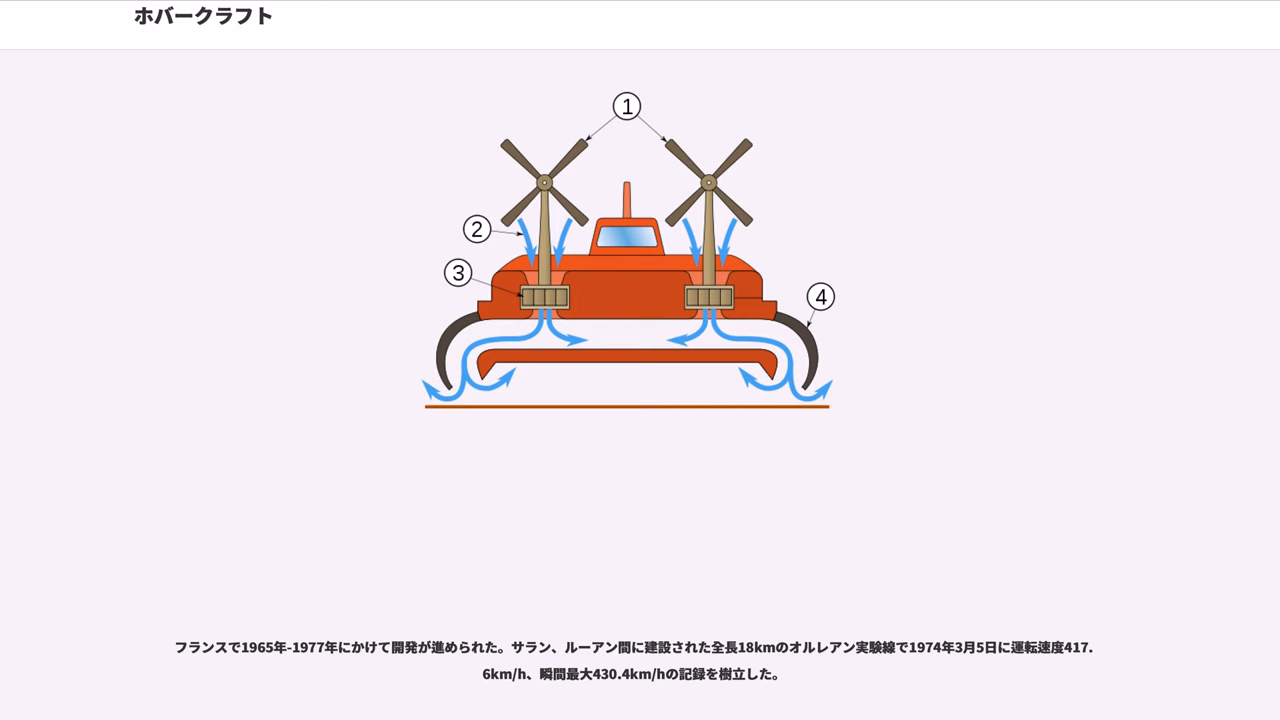 ホバークラフト
1
2
3
4
フランスで1965年-1977年にかけて開発が進められた。サラン、ルーアン間に建設された全長18kmのオルレアン実験線で1974年3月5日に運転速度417.
6km/h、瞬間最大430.4km/hの記録を樹立した。